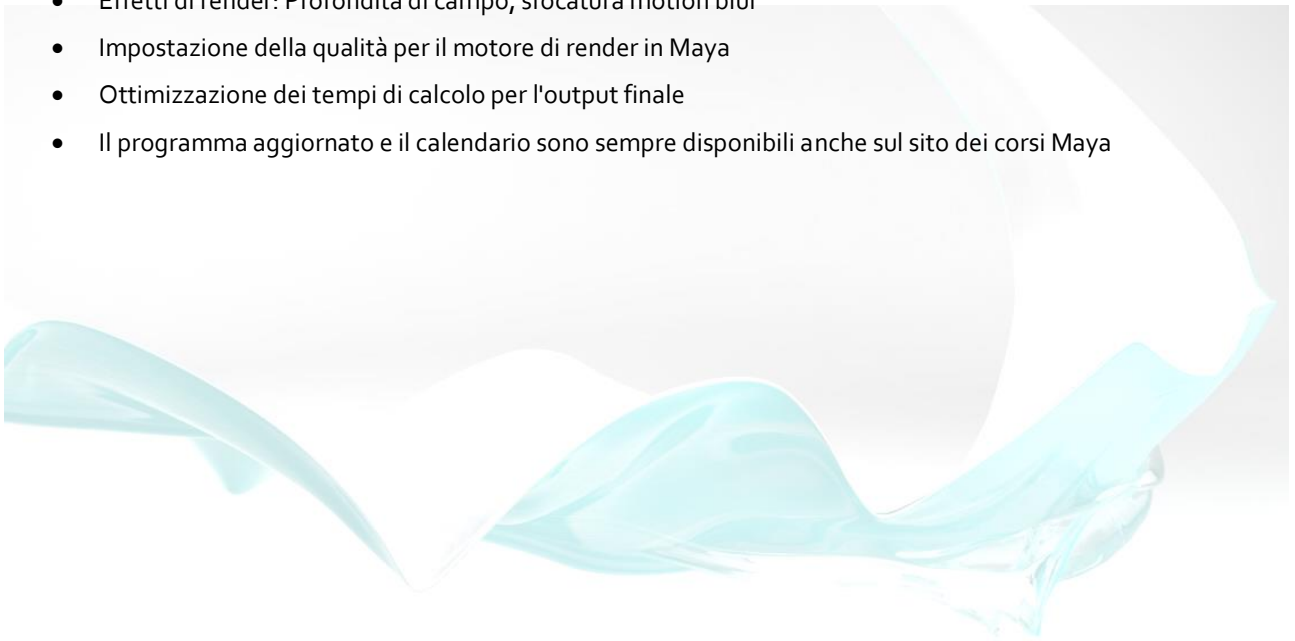 • Effetti di render: Profondità di campo, sfocatura motion blur
• Impostazione della qualità per il motore di render in Maya
• Ottimizzazione dei tempi di calcolo per l'output finale
• Il programma aggiornato e il calendario sono sempre disponibili anche sul sito dei corsi Maya